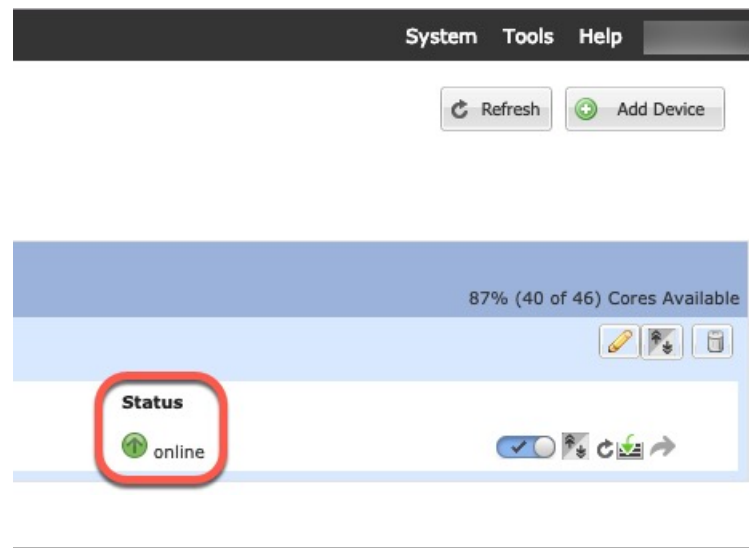 System Tools Help
Refresh Add Device
87% (40 of 46) Cores Available
Status
online